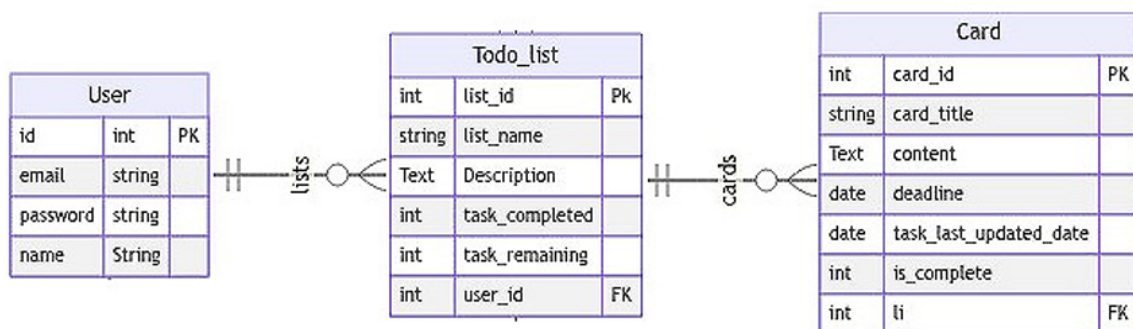 User
id int PK
email string
password string
name String
lists
Todo_list
int list_id Pk
string list_name
Text Description
int task_completed
int task_remaining
int user_id FK
cards
Card
int card_id PK
string card_title
Text content
date deadline
date task_last_updated_date
int is_complete
int li FK